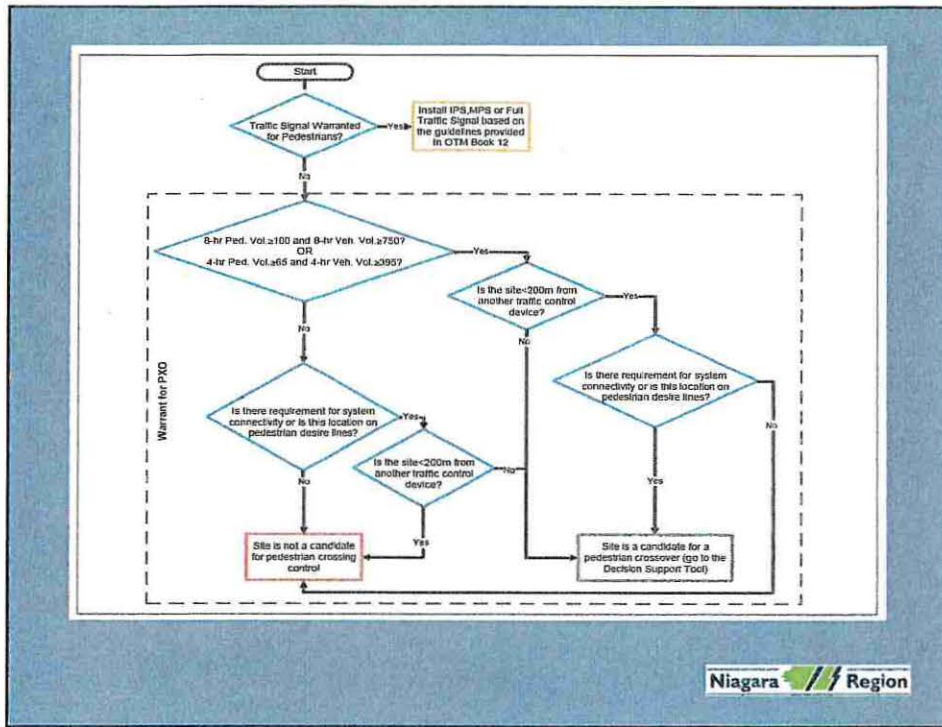 Start
Traffic Signal Warranted
for Pedestrians?
Yes
Install IPS,MPS or Full
Traffic Signal based on
the guidelines provided
in OTM Book 12
No
Warrant for PXO
8-hr Ped. Vol.≥100 and 8-hr Veh. Vol.≥750?
OR
4-hr Ped. Vol.≥65 and 4-hr Veh. Vol.≥395?
Yes
Is the site<200m from
another traffic control
device?
Yes
No
No
Is there requirement for system
connectivity or is this location on
pedestrian desire lines?
No
Is there requirement for system
connectivity or is this location on
pedestrian desire lines?
Yes
Is the site<200m from
another traffic control
device?
No
Yes
No
Yes
Site is not a candidate
for pedestrian crossing
control
Site is a candidate for a
pedestrian crossover (go to the
Decision Support Tool)
Niagara Region